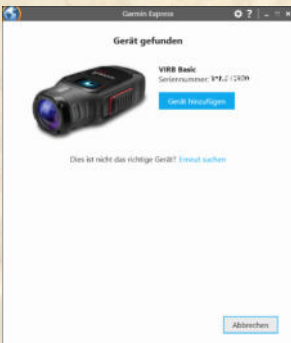 Garmin Express
Gerät gefunden
VIRB Basic
Seriennummer:
Gerät hinzufügen
Dies ist nicht das richtige Gerät? Erneut suchen
Abbrechen